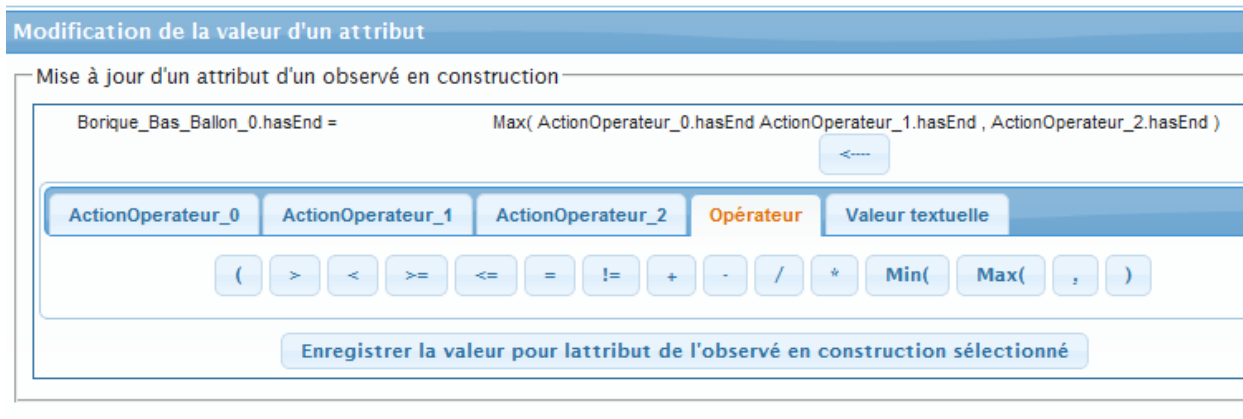 Modification de la valeur d'un attribut
Mise à jour d'un attribut d'un observé en construction
Borique_Bas_Ballon_0.hasEnd = Max( ActionOperateur_0.hasEnd ActionOperateur_1.hasEnd , ActionOperateur_2.hasEnd )
<----
ActionOperateur_0 ActionOperateur_1 ActionOperateur_2 Opérateur Valeur textuelle
( > < >= <= = != + - / * Min( Max( , )
Enregistrer la valeur pour lattribut de l'observé en construction sélectionné